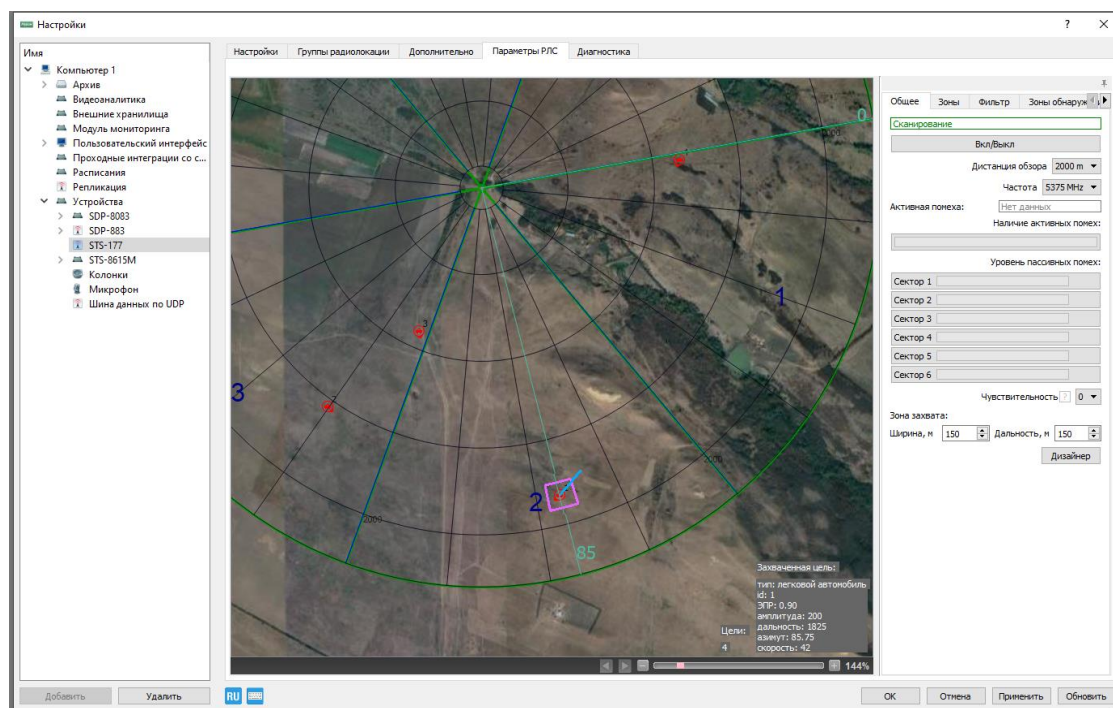 Настройки
?
Имя
Компьютер 1
Архив
Видеоаналитика
Внешние хранилища
Модуль мониторинга
Пользовательский интерфейс
Проходные интеграции со с...
Расписания
Репликация
Устройства
SDP-8083
SDP-883
STS-177
STS-8615M
Колонки
Микрофон
Шина данных по UDP
Добавить
Удалить
Настройки
Группы радиолокации
Дополнительно
Параметры РЛС
Диагностика
0
1
3
3
2
2000
2000
2
85
Захваченная цель:
тип: легковой автомобиль
id: 1
ЭПР: 0.90
амплитуда: 200
дальность: 1825
азимут: 85.75
скорость: 42
Цели:
4
144%
RU
Общее
Зоны
Фильтр
Сканирование
Вкл/Выкл
Дистанция обзора 2000 m
Частота 5375 MHz
Активная помеха: Нет данных
Наличие активных помех:
Уровень пассивных помех:
Сектор 1
Сектор 2
Сектор 3
Сектор 4
Сектор 5
Сектор 6
Чувствительность ? 0
Зона захвата:
Ширина, м 150 Дальность, м 150
Дизайнер
ОК
Отмена
Применить
Обновить